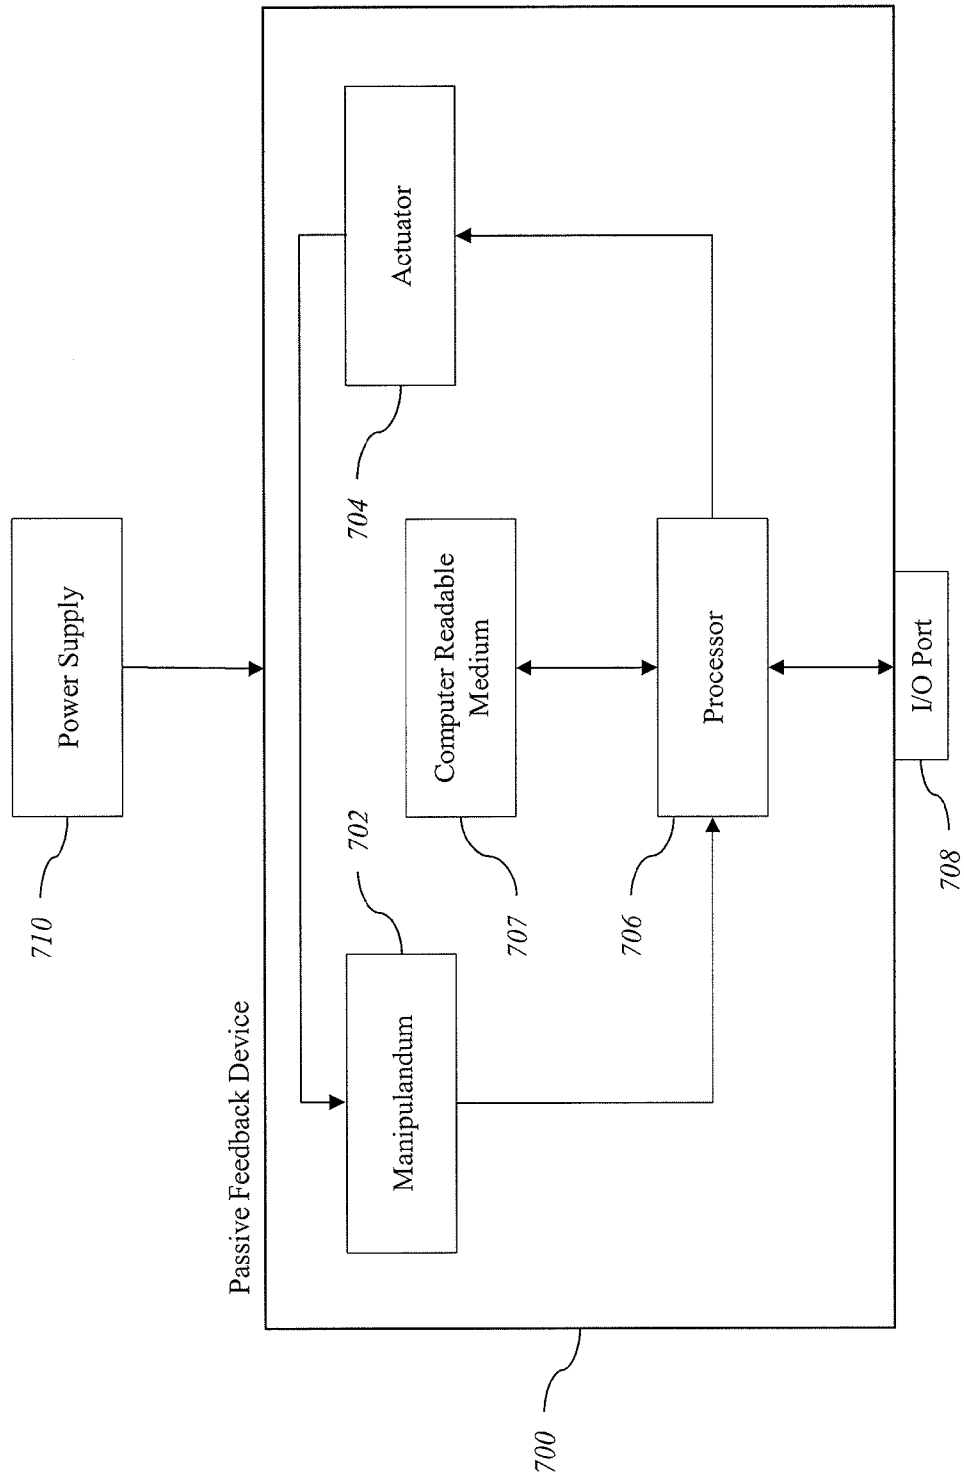 710
Power Supply
Passive Feedback Device
702
704
Manipulandum
Actuator
Computer Readable
Medium
707
700
706
Processor
I/O Port
708